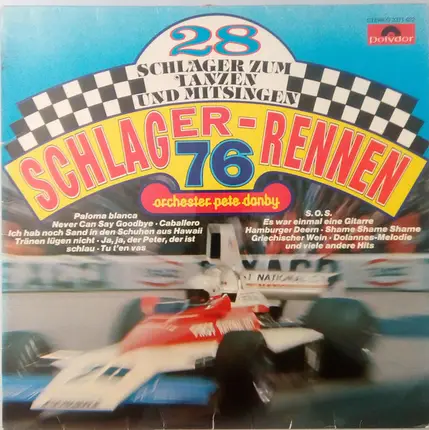 28
SCHLAGER ZUM
TANZEN
UND MITSINGEN
STEREO
Polydor
SCHLAGER-RENNEN
76
orchester pete danby
Paloma blanca
Never Can Say Goodbye · Caballero
Ich hab noch Sand in den Schuhen aus Hawaii
Tränen lügen nicht · Ja, ja, der Peter, der ist
schlau · Tu t'en vas
S.O.S.
Es war einmal eine Gitarre
Hamburger Deern · Shame Shame Shame
Griechischer Wein · Dolannes-Melodie
und viele andere Hits
NATIONAL